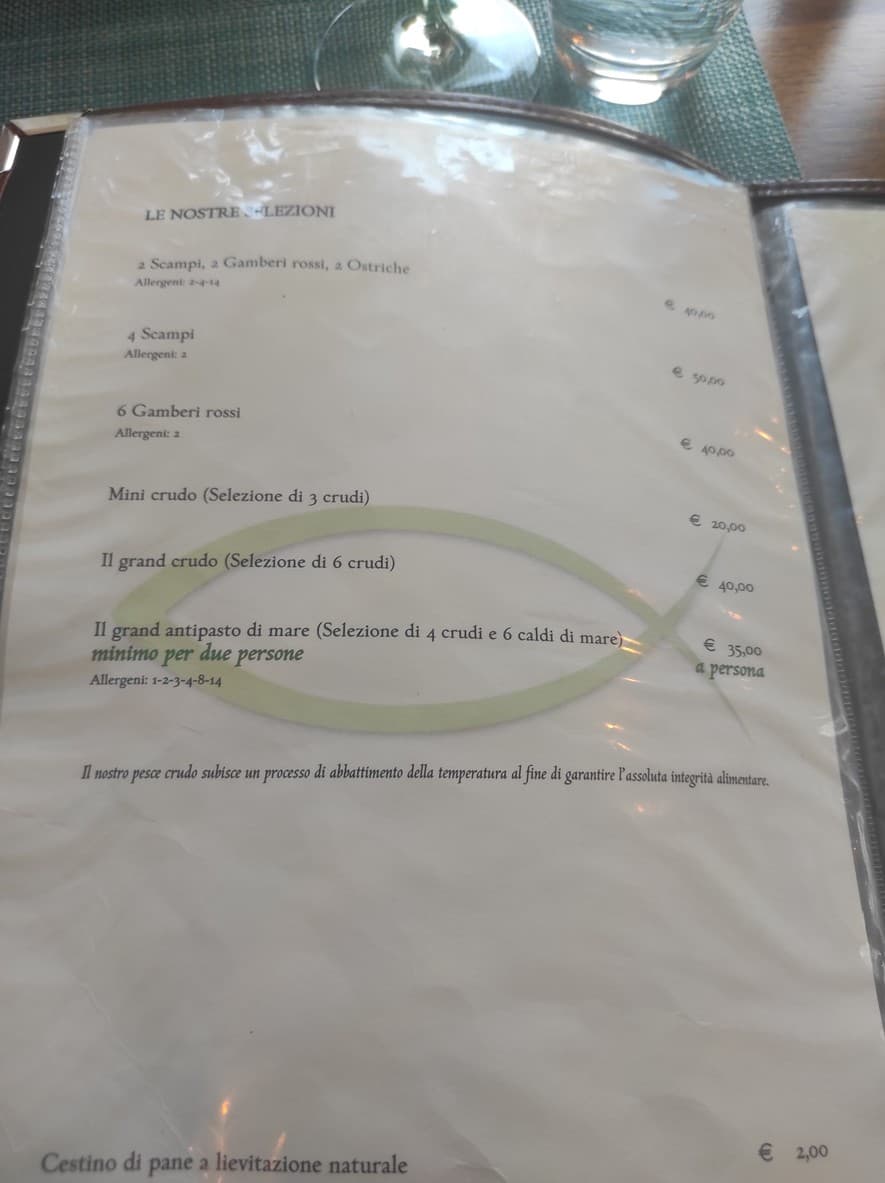 LE NOSTRE SELEZIONI
2 Scampi, 2 Gamberi rossi, 2 Ostriche
Allergeni: 2-4-14
€ 40,00
4 Scampi
Allergeni: 2
€ 50,00
6 Gamberi rossi
Allergeni: 2
€ 40,00
Mini crudo (Selezione di 3 crudi)
€ 20,00
Il grand crudo (Selezione di 6 crudi)
€ 40,00
Il grand antipasto di mare (Selezione di 4 crudi e 6 caldi di mare)
€ 35,00
minimo per due persone
a persona
Allergeni: 1-2-3-4-8-14
Il nostro pesce crudo subisce un processo di abbattimento della temperatura al fine di garantire l'assoluta integrità alimentare.
Cestino di pane a lievitazione naturale
€ 2,00